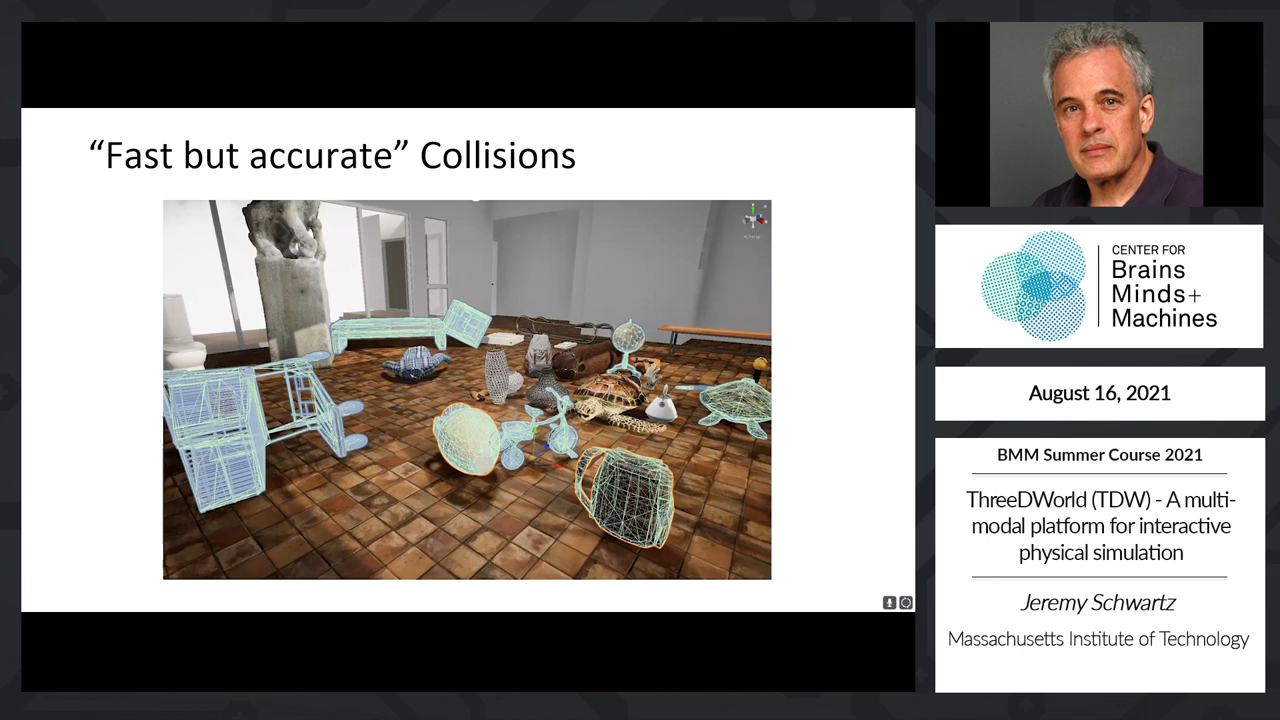 “Fast but accurate” Collisions
CENTER FOR
Brains
Minds+
Machines
August 16, 2021
BMM Summer Course 2021
ThreeDWorld (TDW) - A multi-
modal platform for interactive
physical simulation
Jeremy Schwartz
Massachusetts Institute of Technology